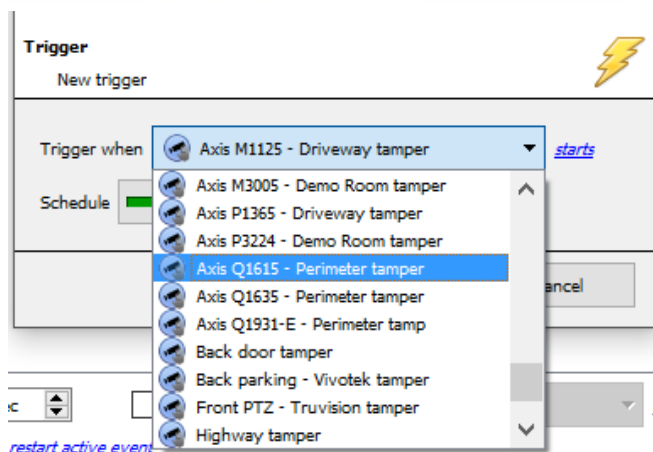 Trigger
New trigger
Trigger when Axis M1125 - Driveway tamper starts
Axis M3005 - Demo Room tamper
Schedule
Axis P1365 - Driveway tamper
Axis P3224 - Demo Room tamper
Axis Q1615 - Perimeter tamper
Axis Q1635 - Perimeter tamper
ancel
Axis Q1931-E - Perimeter tamp
Back door tamper
Back parking - Vivotek tamper
Front PTZ - Truvision tamper
Highway tamper
restart active event